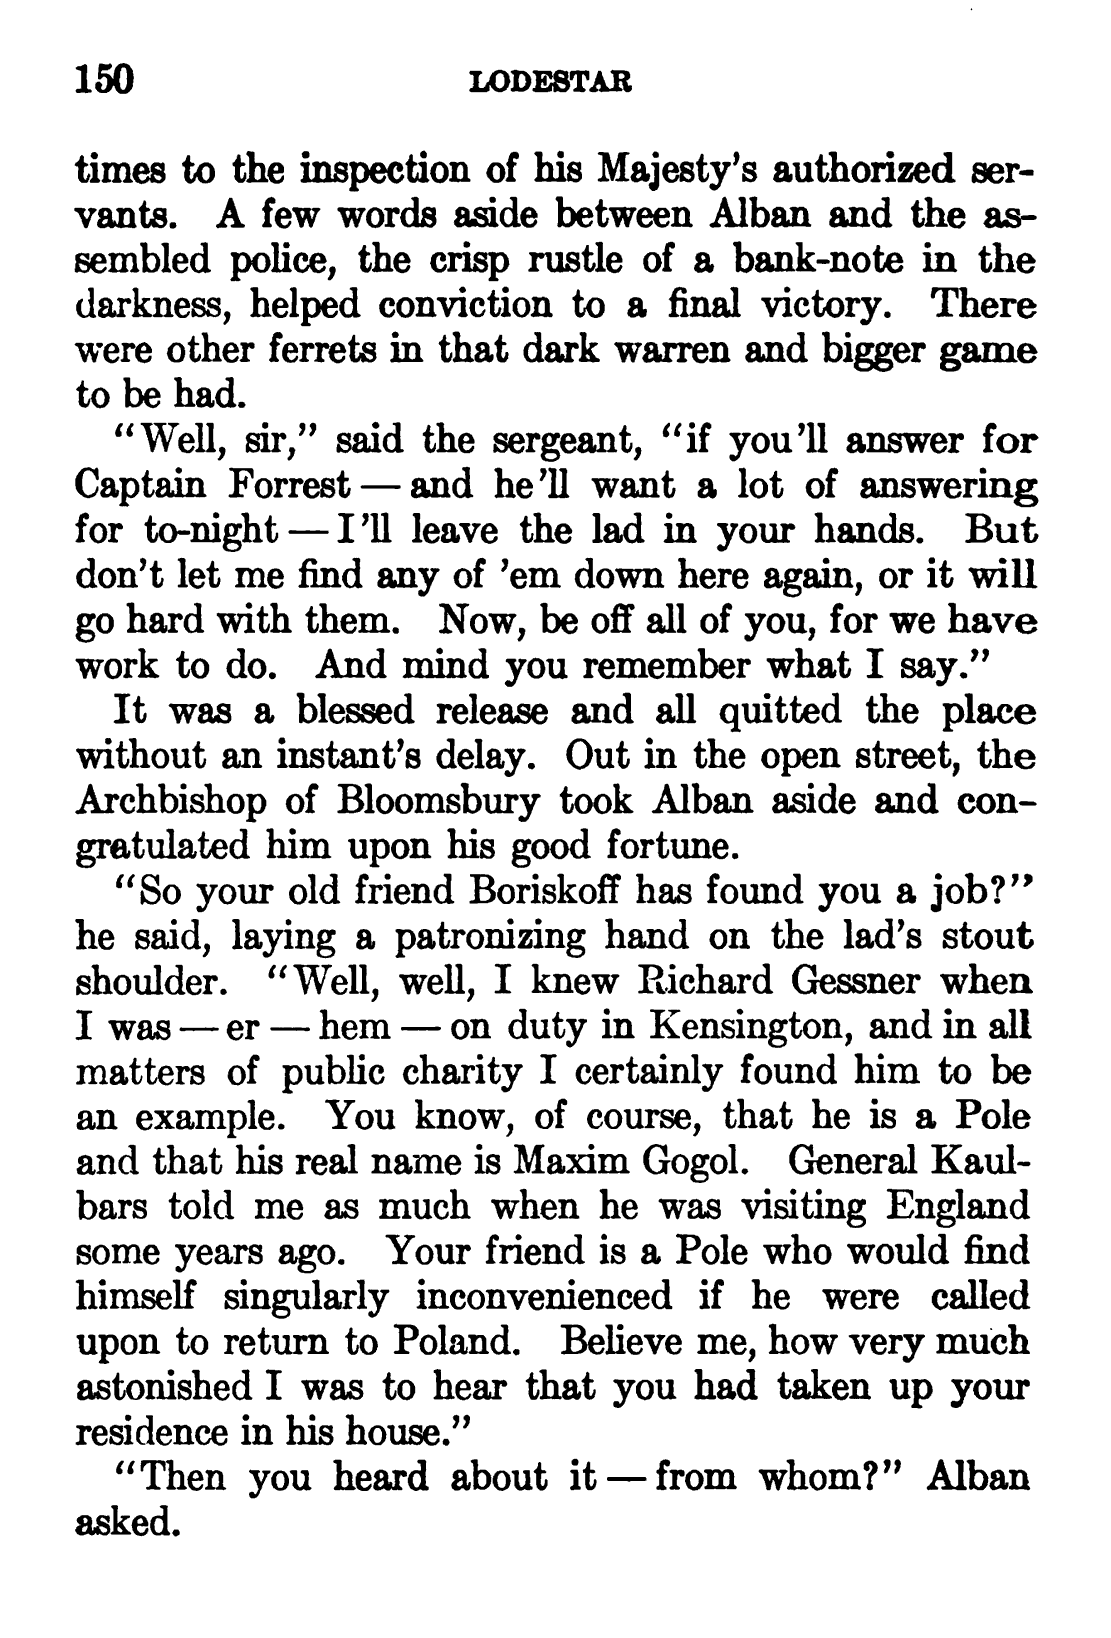 150 LODESTAR
times to the inspection of his Majesty's authorized ser-
vants. A few words aside between Alban and the as-
sembled police, the crisp rustle of a bank-note in the
darkness, helped conviction to a final victory. There
were other ferrets in that dark warren and bigger game
to be had.
"Well, sir," said the sergeant, "if you'll answer for
Captain Forrest — and he'll want a lot of answering
for to-night — I'll leave the lad in your hands. But
don't let me find any of 'em down here again, or it will
go hard with them. Now, be off all of you, for we have
work to do. And mind you remember what I say."
It was a blessed release and all quitted the place
without an instant's delay. Out in the open street, the
Archbishop of Bloomsbury took Alban aside and con-
gratulated him upon his good fortune.
"So your old friend Boriskoff has found you a job?"
he said, laying a patronizing hand on the lad's stout
shoulder. "Well, well, I knew Richard Gessner when
I was — er — hem — on duty in Kensington, and in all
matters of public charity I certainly found him to be
an example. You know, of course, that he is a Pole
and that his real name is Maxim Gogol. General Kaul-
bars told me as much when he was visiting England
some years ago. Your friend is a Pole who would find
himself singularly inconvenienced if he were called
upon to return to Poland. Believe me, how very much
astonished I was to hear that you had taken up your
residence in his house."
"Then you heard about it — from whom?" Alban
asked.